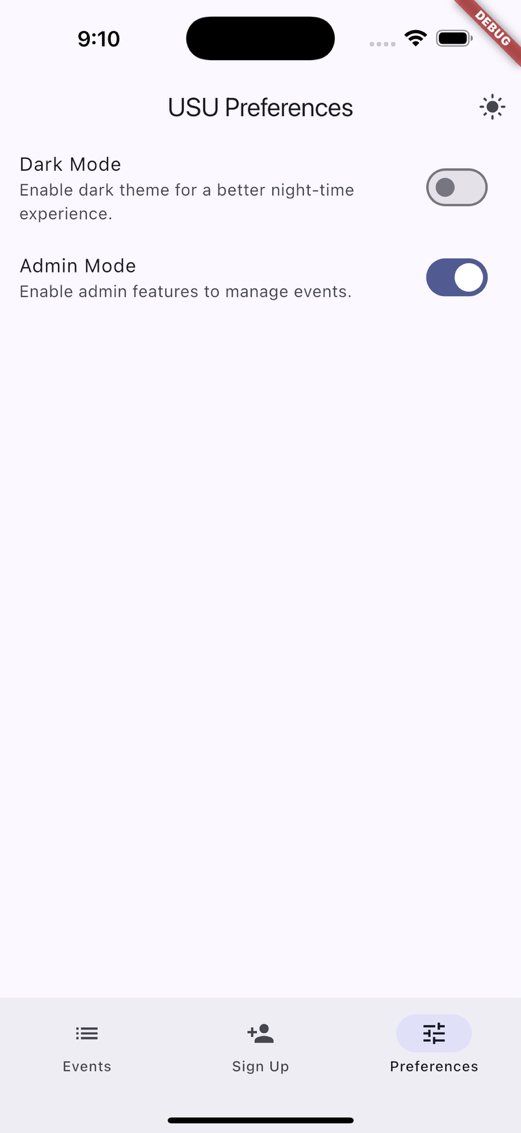 9:10
DEBUG
USU Preferences
Dark Mode
Enable dark theme for a better night-time
experience.
Admin Mode
Enable admin features to manage events.
Events
Sign Up
Preferences